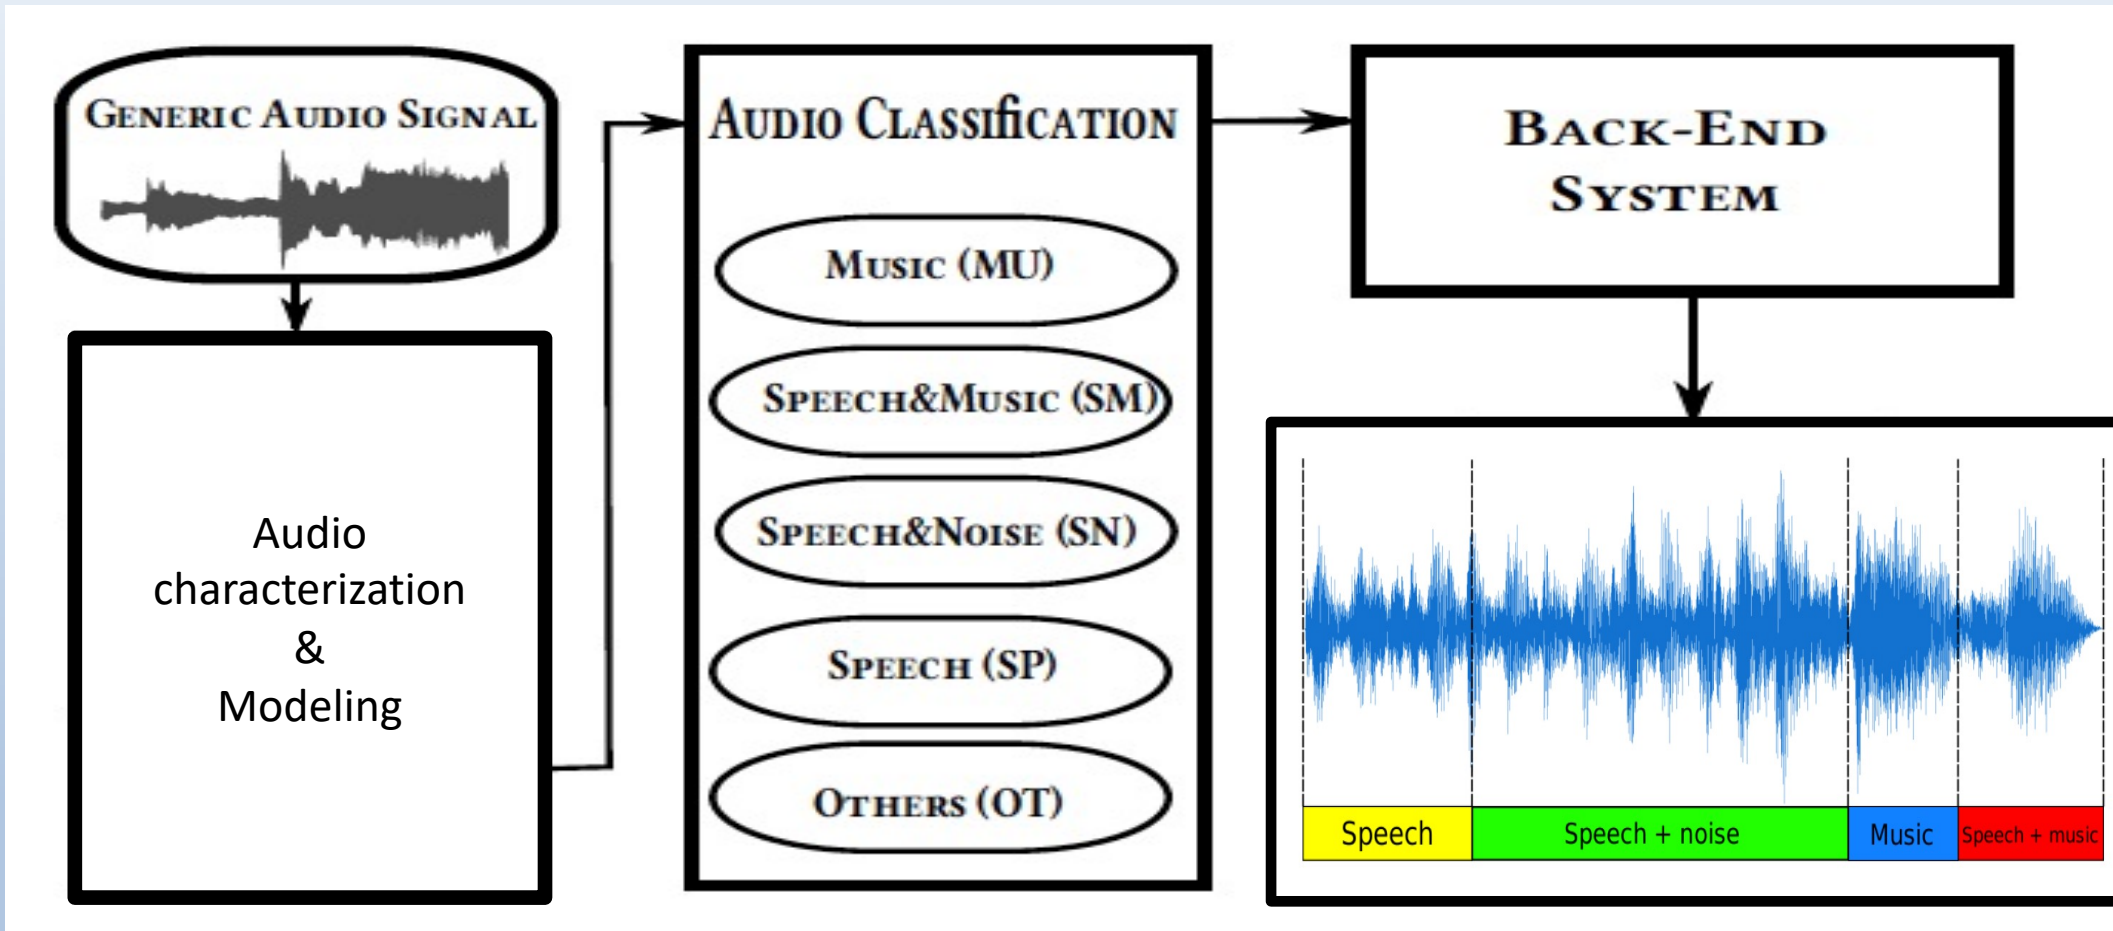 GENERIC AUDIO SIGNAL
Audio
characterization
&
Modeling
AUDIO CLASSIfiCATION
MUSIC (MU)
SPEECH&MUSIC (SM)
SPEECH&NOISE (SN)
SPEECH (SP)
OTHERS (OT)
BACK-END
SYSTEM
Speech
Speech + noise
Music
Speech + music